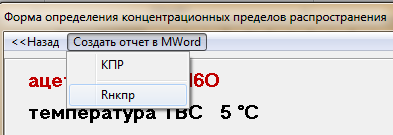 Форма определения концентрационных пределов распространения
<<Назад Создать отчет в MWord
КПР
Rнкпр
температура ТВС 5 °C